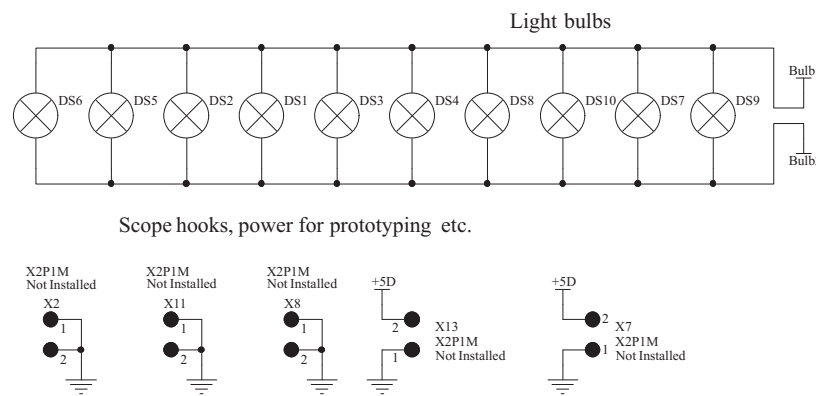 Light bulbs
Bulb
DS6 DS5 DS2 DS1 DS3 DS4 DS8 DS10 DS7 DS9
Scope hooks, power for prototyping etc.
X2P1M
Not Installed
X2
1
2
X2P1M
Not Installed
X11
1
2
X2P1M
Not Installed
X8
1
2
+5D
2
1
X13
X2P1M
Not Installed
+5D
2
1
X7
X2P1M
Not Installed